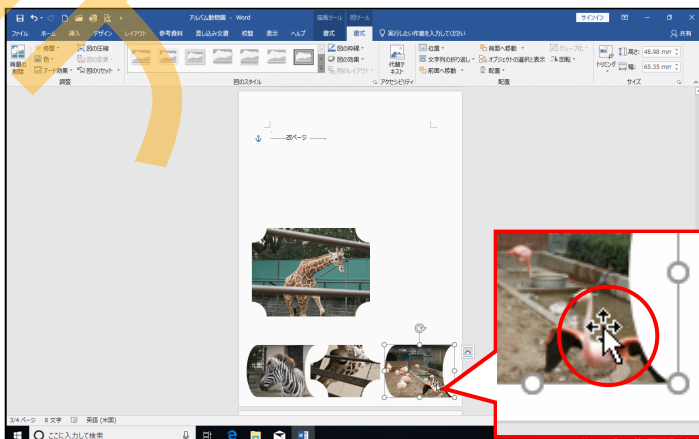 アルバム動物園 - Word
描画ツール 図ツール
サインイン
ファイル ホーム 挿入 デザイン レイアウト 参考資料 差し込み文書 校閲 表示 ヘルプ 書式 書式 実行したい作業を入力してください
共有
背景の削除
修整
色
アート効果
図の圧縮
図の変更
図のリセット
調整
図のスタイル
図の枠線
図の効果
図のレイアウト
代替テキスト
アクセシビリティ
位置
文字列の折り返し
前面へ移動
背面へ移動
オブジェクトの選択と表示
配置
グループ化
回転
配置
トリミング
高さ: 48.98 mm
幅: 65.35 mm
サイズ
改ページ
3/4 ページ 8 文字 英語 (米国)
ここに入力して検索